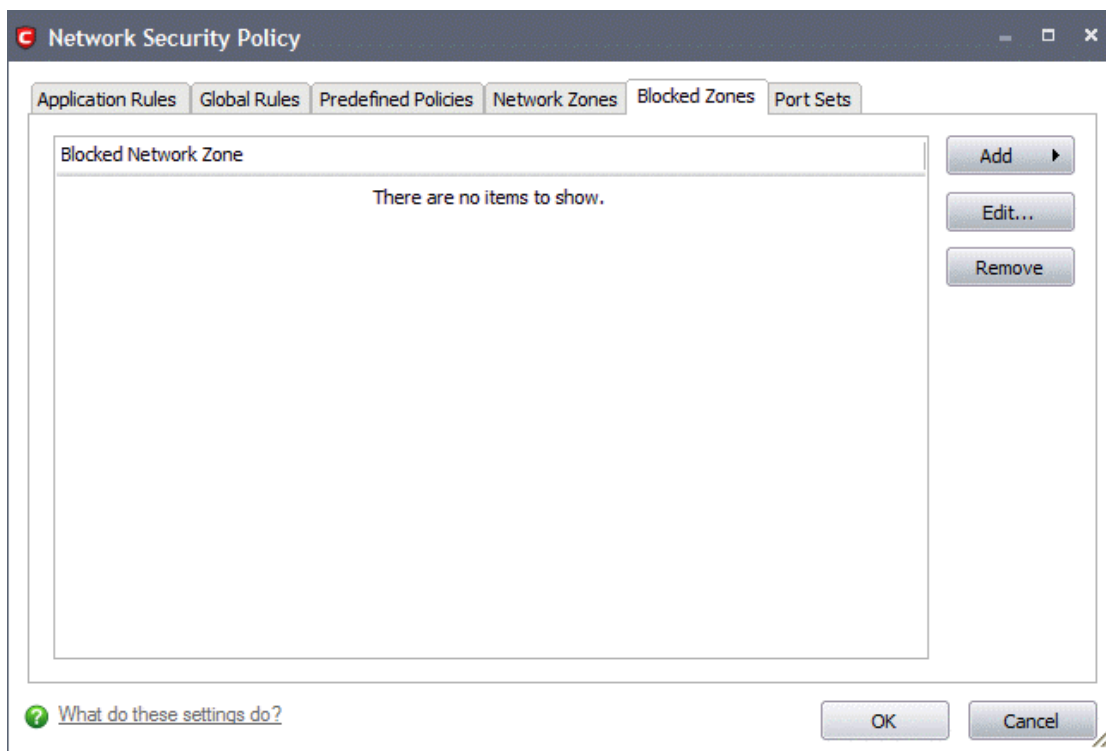 Network Security Policy
Application Rules
Global Rules
Predefined Policies
Network Zones
Blocked Zones
Port Sets
Blocked Network Zone
There are no items to show.
Add
Edit...
Remove
What do these settings do?
OK
Cancel